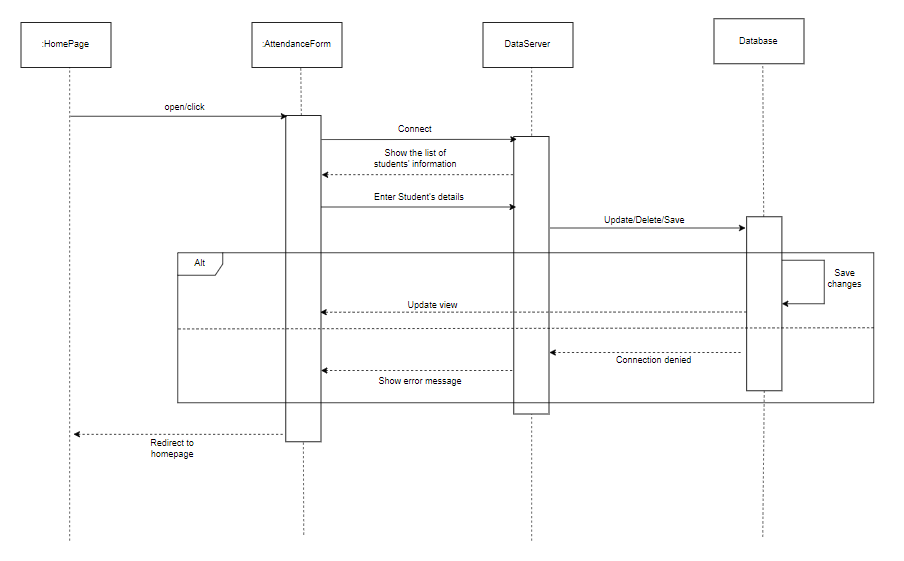 :HomePage
:AttendanceForm
DataServer
Database
open/click
Connect
Show the list of
students' information
Enter Student's details
Update/Delete/Save
Alt
Save
changes
Update view
Connection denied
Show error message
Redirect to
homepage